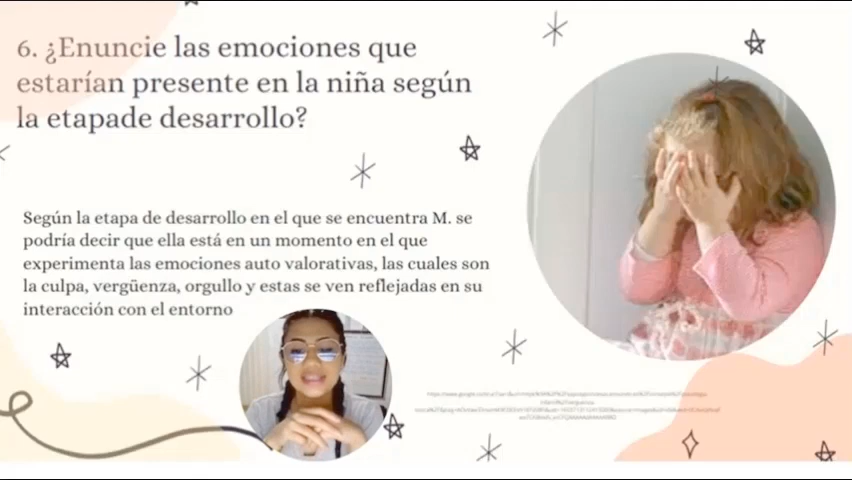 6. ¿Enuncie las emociones que
estarían presente en la niña según
la etapade desarrollo?
Según la etapa de desarrollo en el que se encuentra M. se
podría decir que ella está en un momento en el que
experimenta las emociones auto valorativas, las cuales son
la culpa, vergüenza, orgullo y estas se ven reflejadas en su
interacción con el entorno